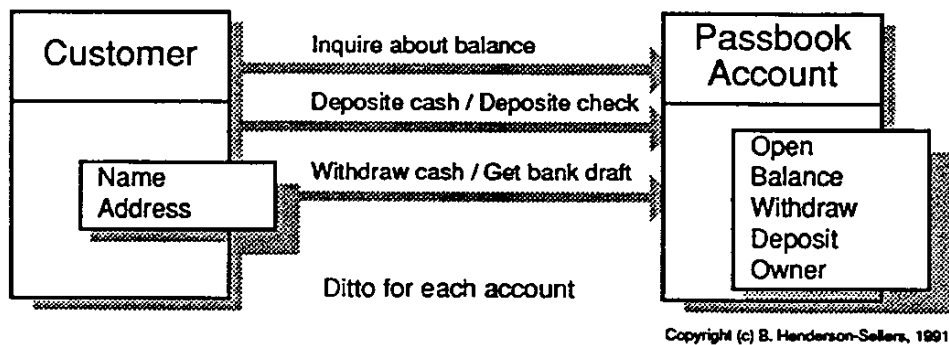 Customer
Name
Address
Inquire about balance
Deposite cash / Deposite check
Withdraw cash / Get bank draft
Ditto for each account
Passbook
Account
Open
Balance
Withdraw
Deposit
Owner
Copyright (c) B. Henderson-Sellers, 1991